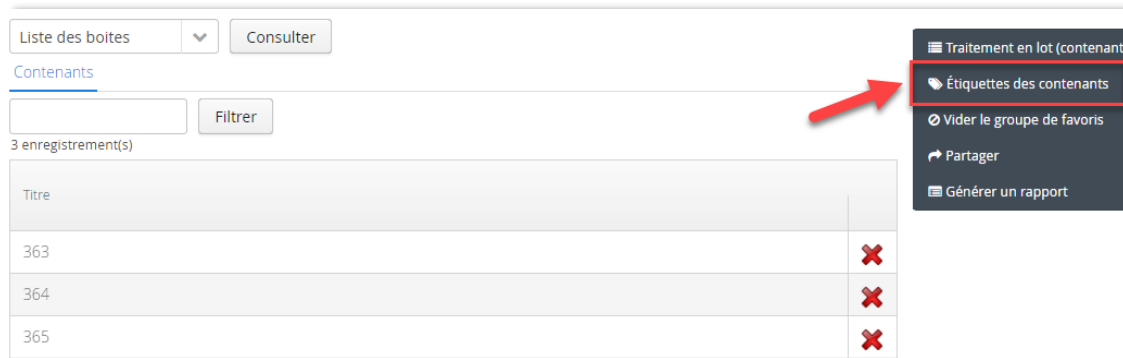 Liste des boites
Consulter
Contenants
Filtrer
3 enregistrement(s)
Titre
363
364
365
Traitement en lot (contenant
Étiquettes des contenants
Vider le groupe de favoris
Partager
Générer un rapport